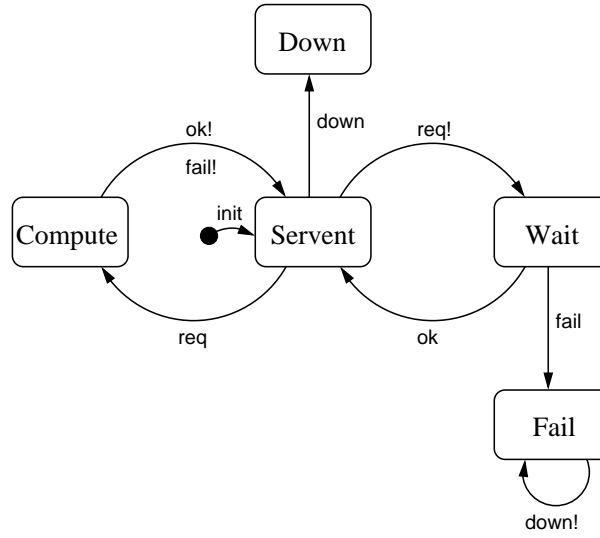 Down
ok!
down
req!
fail!
init
Compute
Servent
Wait
req
ok
fail
Fail
down!